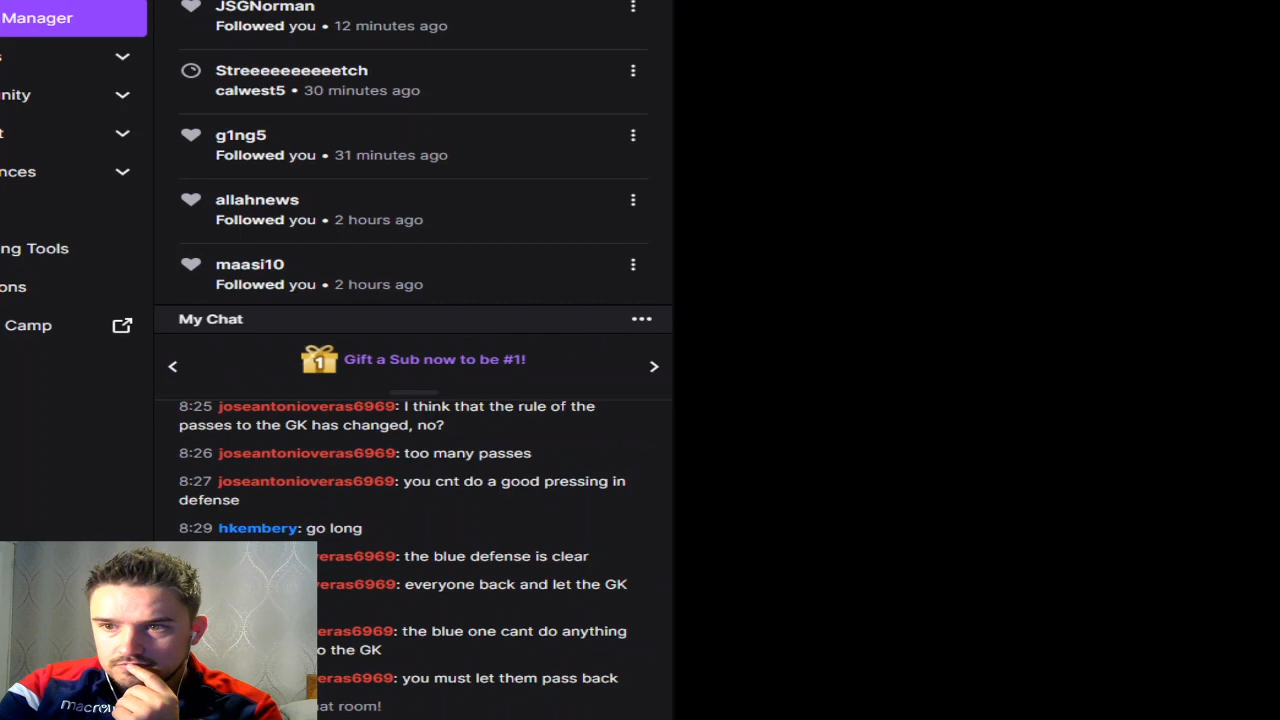 Manager
JSGNorman
Followed you • 12 minutes ago
s
Streeeeeeeeeetch
calwest5 • 30 minutes ago
nity
t
g1ng5
Followed you • 31 minutes ago
nces
allahnews
Followed you • 2 hours ago
ng Tools
maasi10
Followed you • 2 hours ago
ons
Camp
My Chat
1
Gift a Sub now to be #1!
8:25 joseantonioveras6969: I think that the rule of the
passes to the GK has changed, no?
8:26 joseantonioveras6969: too many passes
8:27 joseantonioveras6969: you cnt do a good pressing in
defense
8:29 hkembery: go long
veras6969: the blue defense is clear
veras6969: everyone back and let the GK
eras6969: the blue one cant do anything
o the GK
eras6969: you must let them pass back
at room!
macron